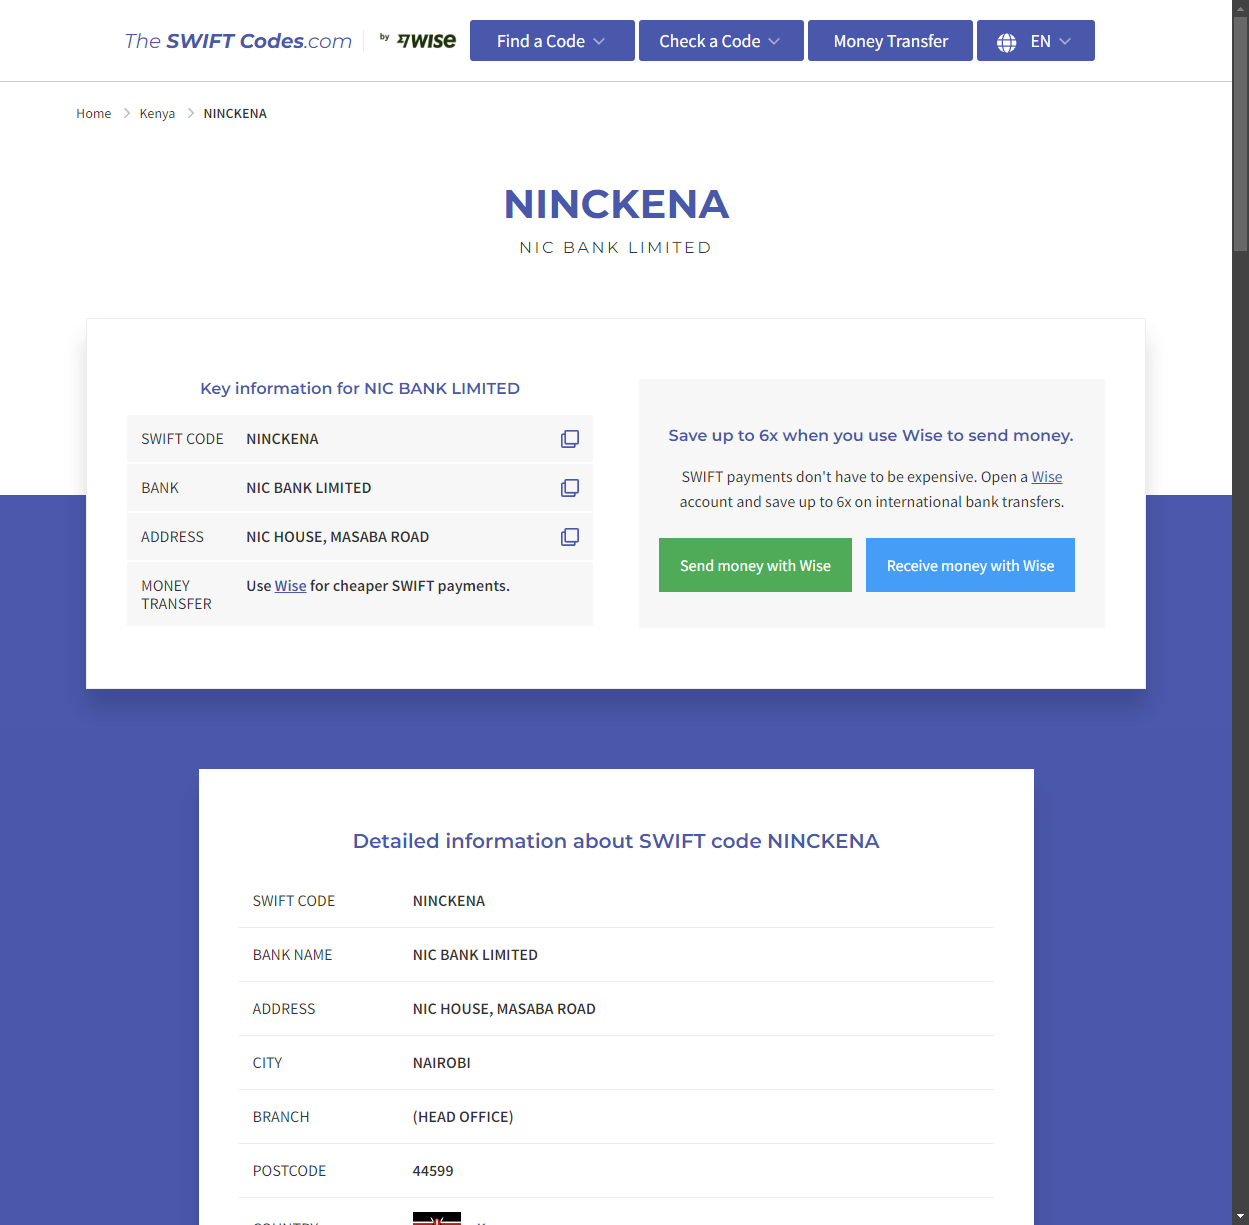 The SWIFT Codes.com by WISE Find a Code Check a Code Money Transfer EN
Home Kenya NINCKENA
NINCKENA
NIC BANK LIMITED
Key information for NIC BANK LIMITED
SWIFT CODE NINCKENA
BANK NIC BANK LIMITED
ADDRESS NIC HOUSE, MASABA ROAD
MONEY TRANSFER Use Wise for cheaper SWIFT payments.
Save up to 6x when you use Wise to send money.
SWIFT payments don't have to be expensive. Open a Wise
account and save up to 6x on international bank transfers.
Send money with Wise Receive money with Wise
Detailed information about SWIFT code NINCKENA
SWIFT CODE NINCKENA
BANK NAME NIC BANK LIMITED
ADDRESS NIC HOUSE, MASABA ROAD
CITY NAIROBI
BRANCH (HEAD OFFICE)
POSTCODE 44599